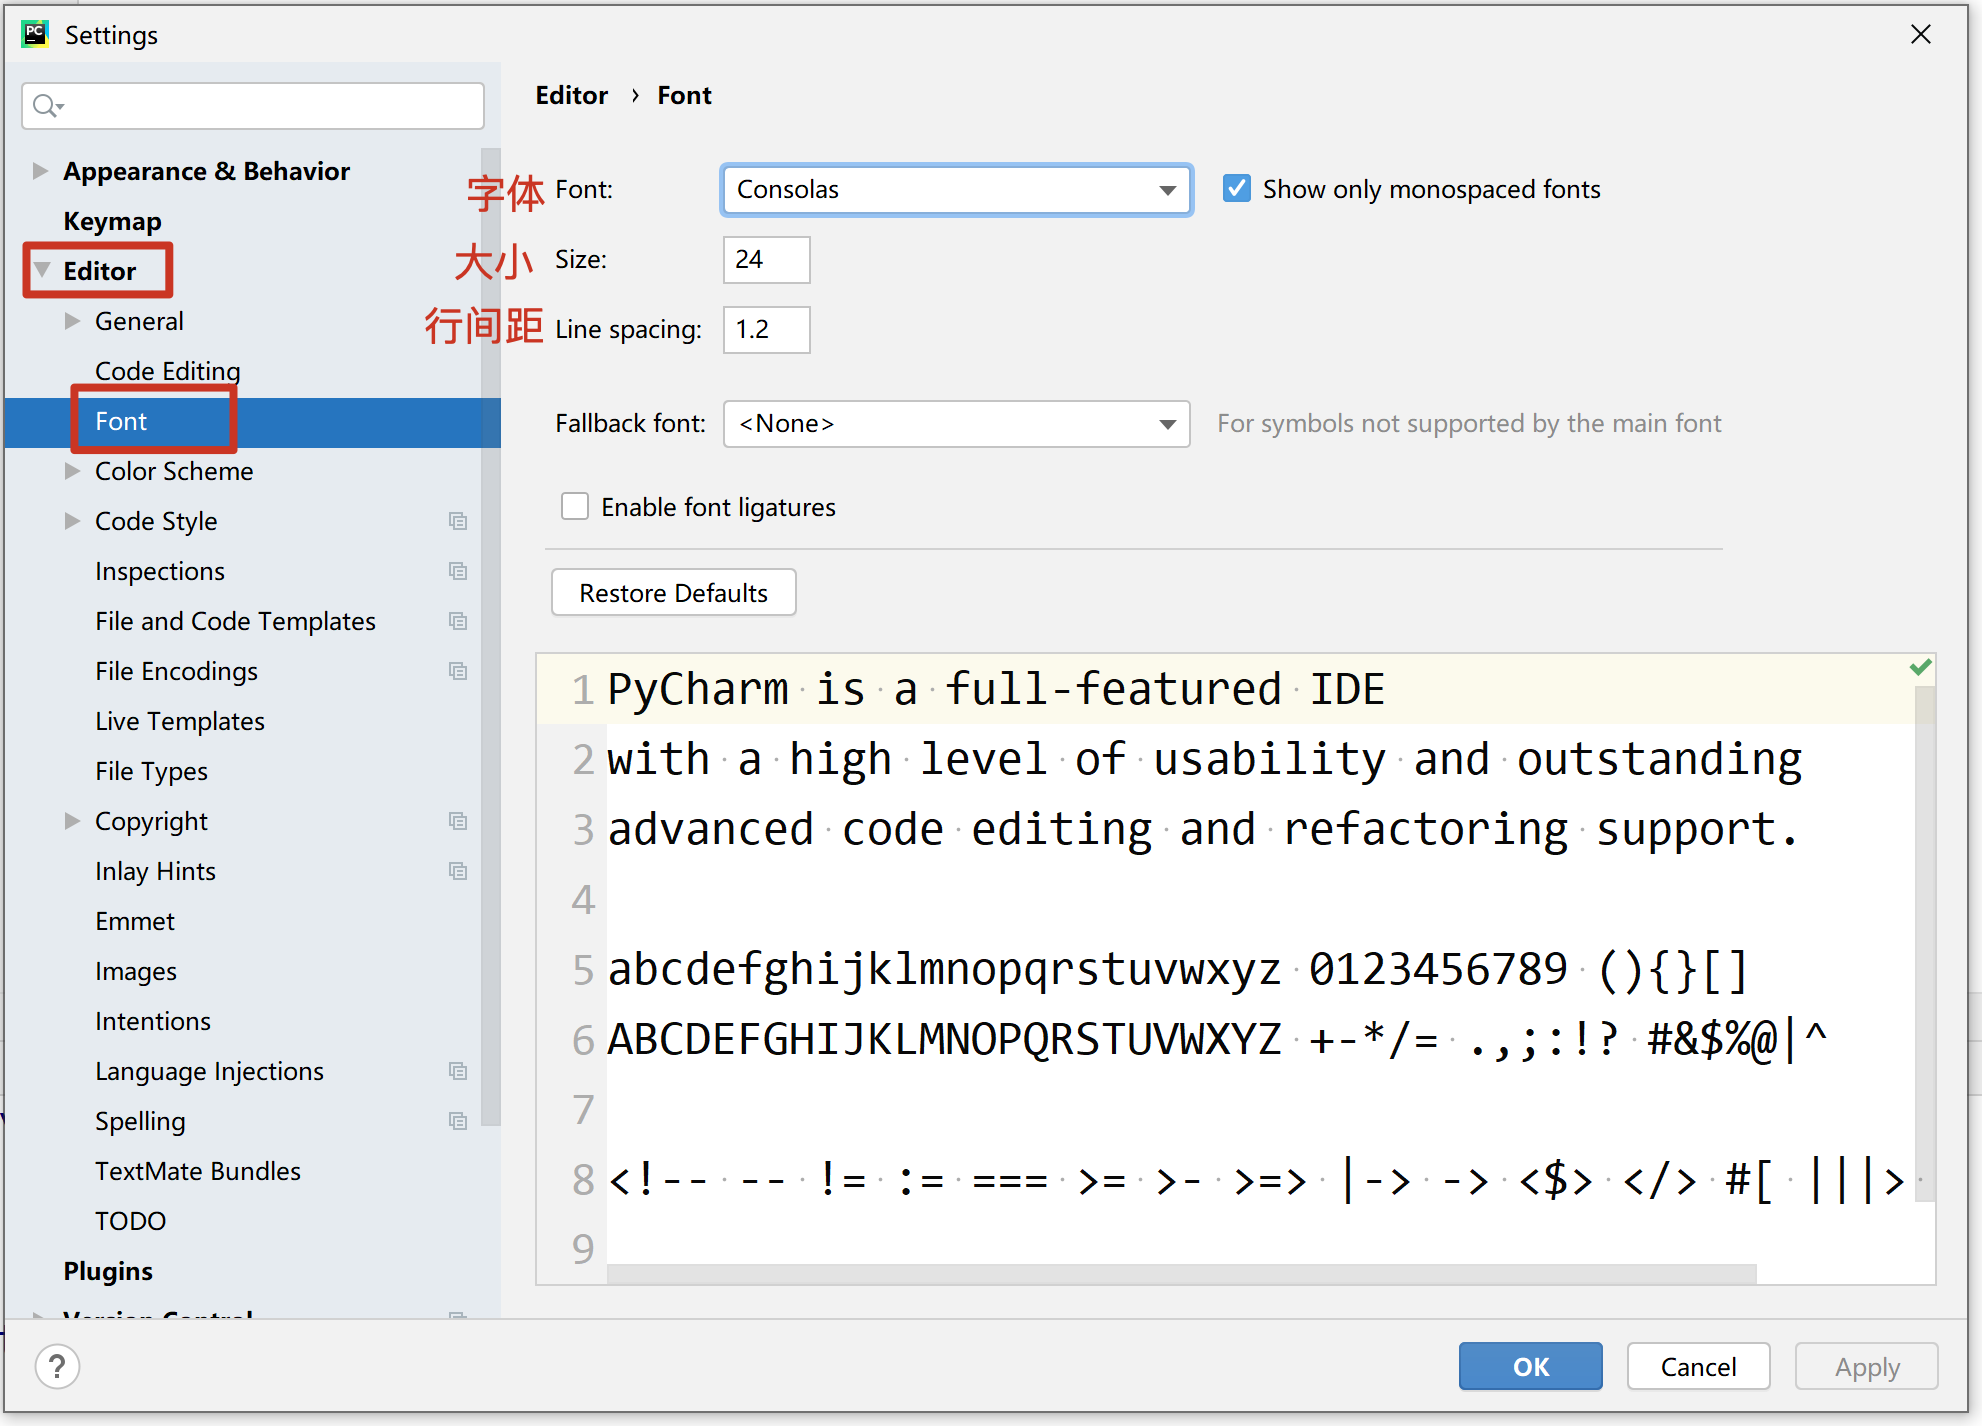 PC Settings
Editor › Font
Appearance & Behavior
Keymap
Editor
General
Code Editing
Font
Color Scheme
Code Style
Inspections
File and Code Templates
File Encodings
Live Templates
File Types
Copyright
Inlay Hints
Emmet
Images
Intentions
Language Injections
Spelling
TextMate Bundles
TODO
Plugins
Version Control
字体 Font: Consolas Show only monospaced fonts
大小 Size: 24
行间距 Line spacing: 1.2
Fallback font: <None> For symbols not supported by the main font
Enable font ligatures
Restore Defaults
1 PyCharm is a full-featured IDE
2 with a high level of usability and outstanding
3 advanced code editing and refactoring support.
4
5 abcdefghijklmnopqrstuvwxyz 0123456789 (){}[]
6 ABCDEFGHIJKLMNOPQRSTUVWXYZ +-*/= .,;:!? #&$%@|^
7
8 <!-- -- != := === >= >- >=> |-> -> <$> </> #[ |||>
9
? OK Cancel Apply